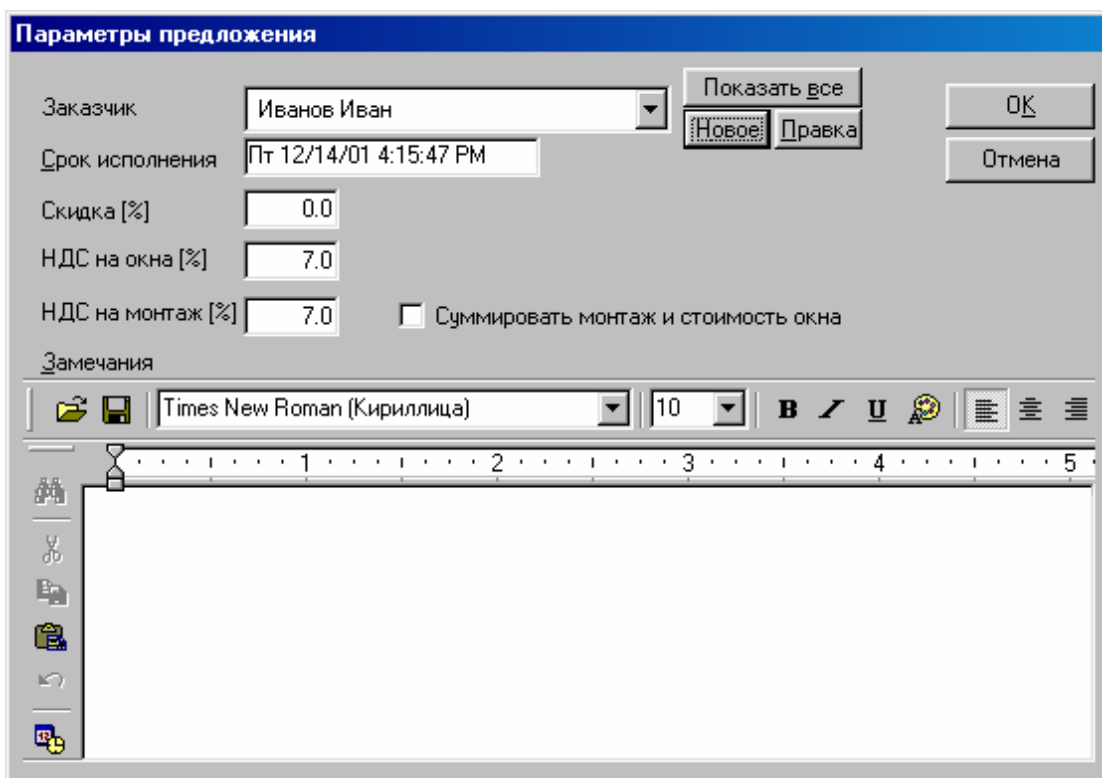 Параметры предложения
Заказчик Иванов Иван Показать все OK
Новое Правка
Срок исполнения Пт 12/14/01 4:15:47 PM Отмена
Скидка [%] 0.0
НДС на окна [%] 7.0
НДС на монтаж [%] 7.0 Суммировать монтаж и стоимость окна
Замечания
Times New Roman (Кириллица) 10 B I U A
1 2 3 4 5
12